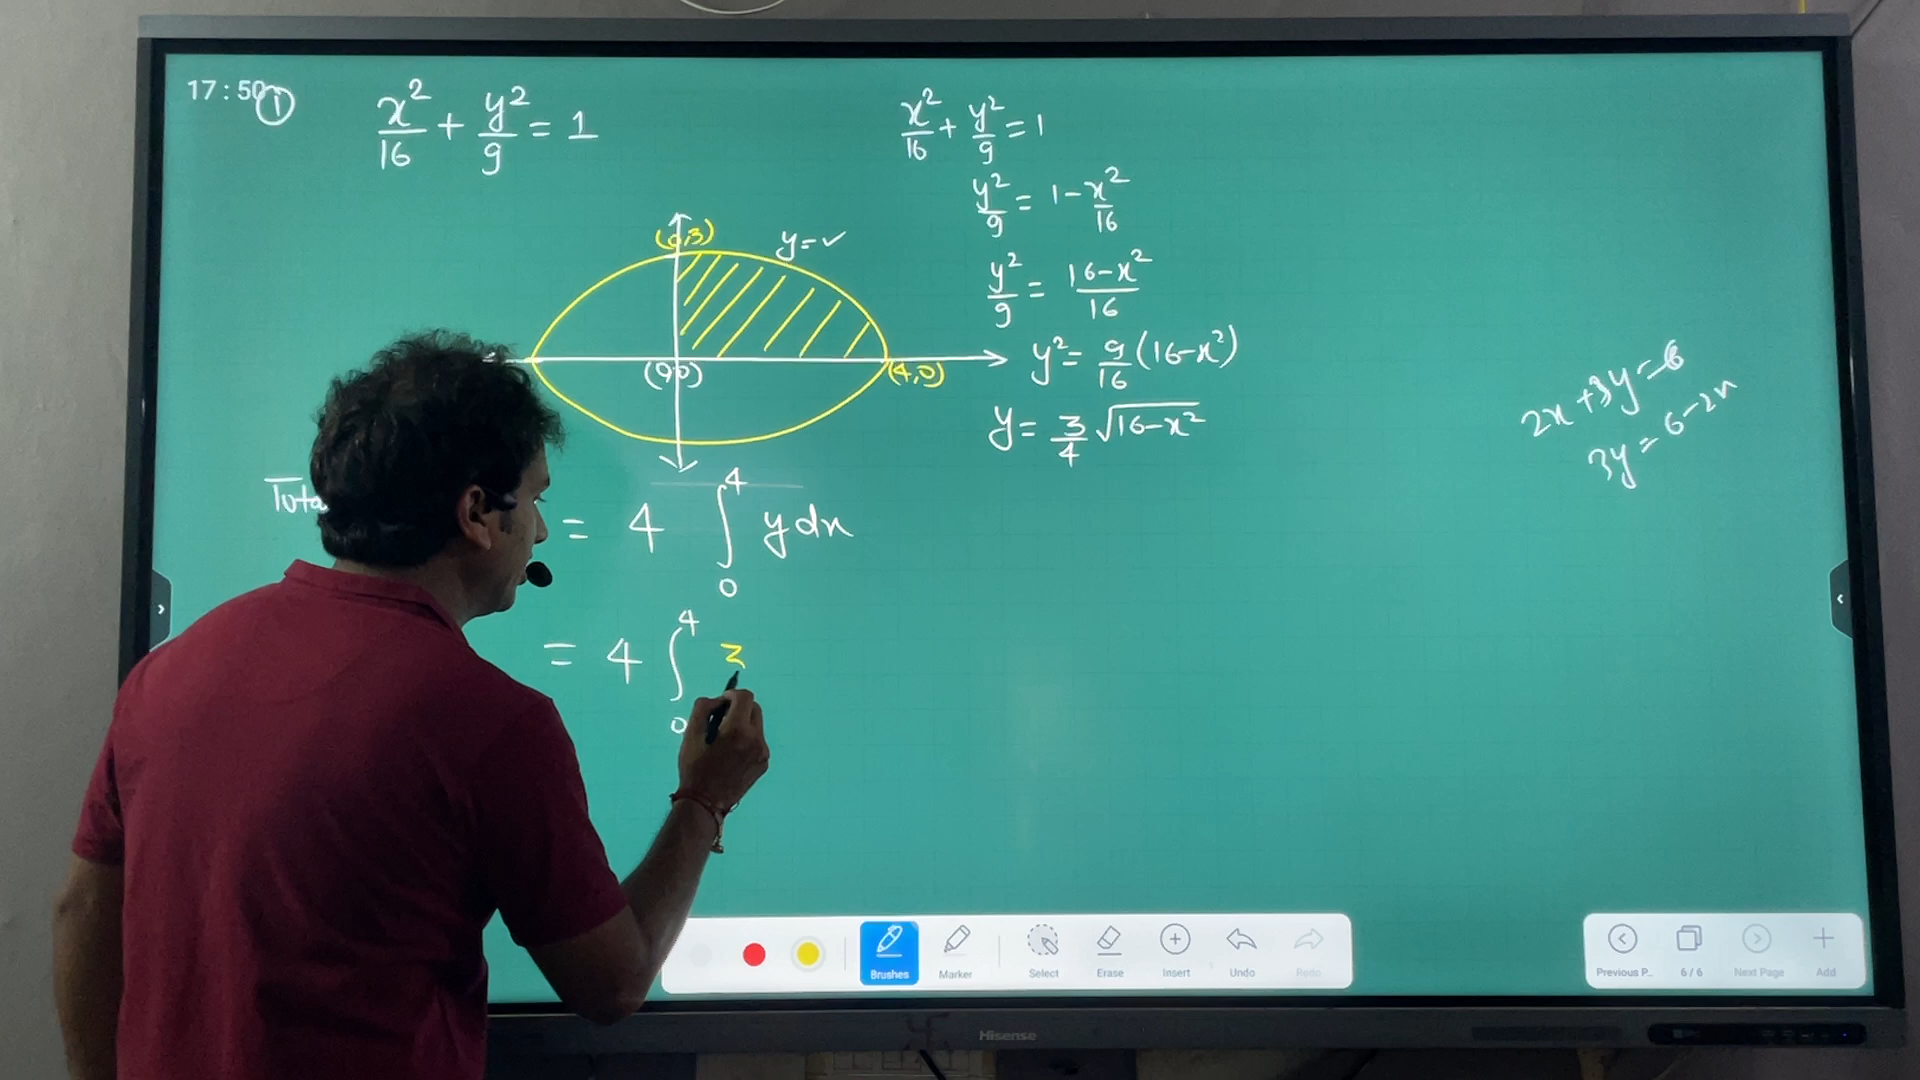 17:50 ①
x²/16 + y²/9 = 1
x²/16 + y²/9 = 1
y²/9 = 1 - x²/16
y²/9 = 16-x²/16
y² = 9/16 (16-x²)
y = 3/4 √16-x²
(0,3)
y = ✓
(0,0)
(4,0)
2x + 3y = 6
3y = 6-2x
= 4 ∫₀⁴ y dx
= 4 ∫₀⁴ 3
Brushes Marker Select Erase Insert Undo Redo
Previous P... 6/6 Next Page Add
Hisense